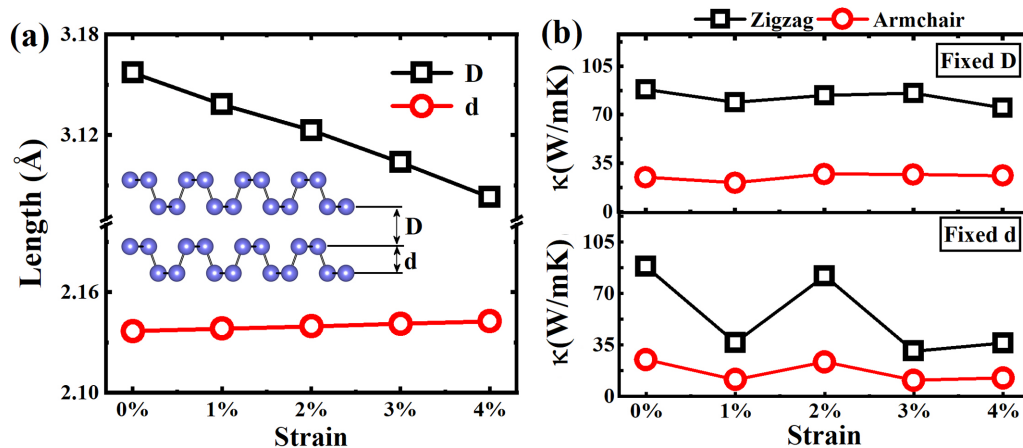 (a)
3.18
3.12
2.16
2.10
Length (Å)
D
d
D
d
0% 1% 2% 3% 4%
Strain
(b)
Zigzag Armchair
Fixed D
105
70
35
0
κ(W/mK)
Fixed d
105
70
35
0
κ(W/mK)
0% 1% 2% 3% 4%
Strain